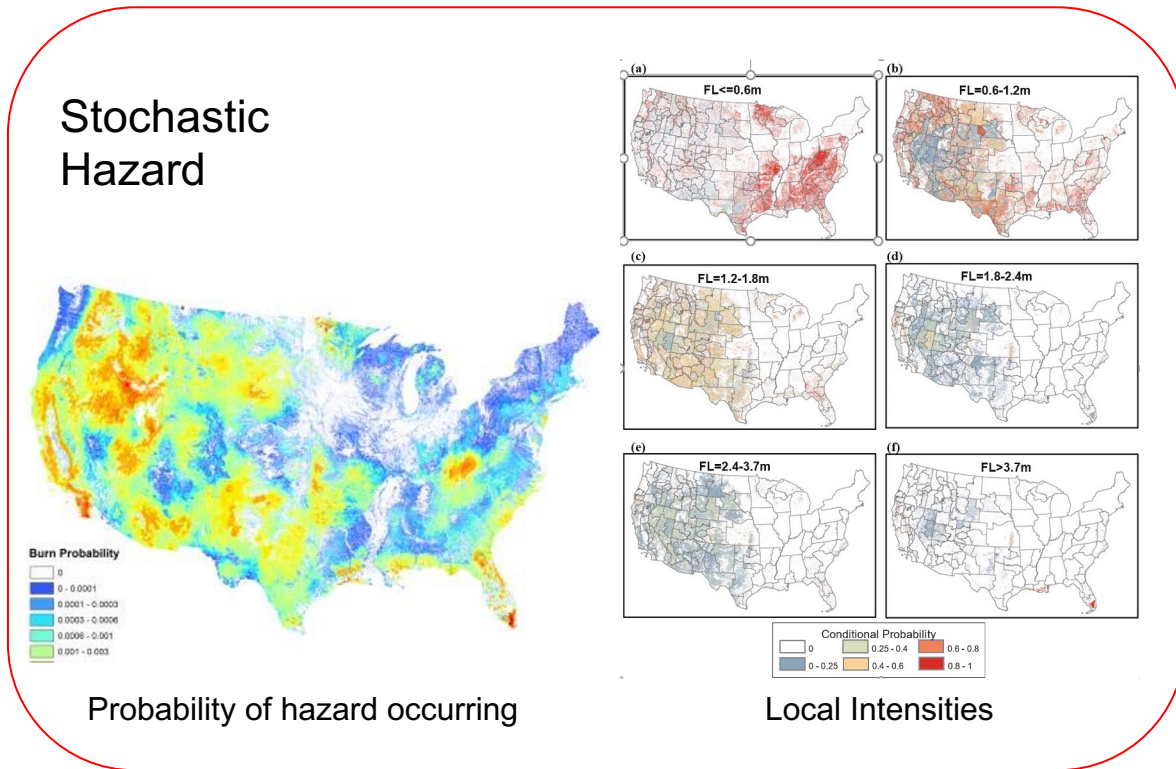 Stochastic
Hazard
Burn Probability
0
0 - 0.0001
0.0001 - 0.0003
0.0003 - 0.0006
0.0006 - 0.001
0.001 - 0.003
Probability of hazard occurring
(a)
FL<=0.6m
(b)
FL=0.6-1.2m
(c)
FL=1.2-1.8m
(d)
FL=1.8-2.4m
(e)
FL=2.4-3.7m
(f)
FL>3.7m
Conditional Probability
0
0.25 - 0.4
0.6 - 0.8
0 - 0.25
0.4 - 0.6
0.8 - 1
Local Intensities